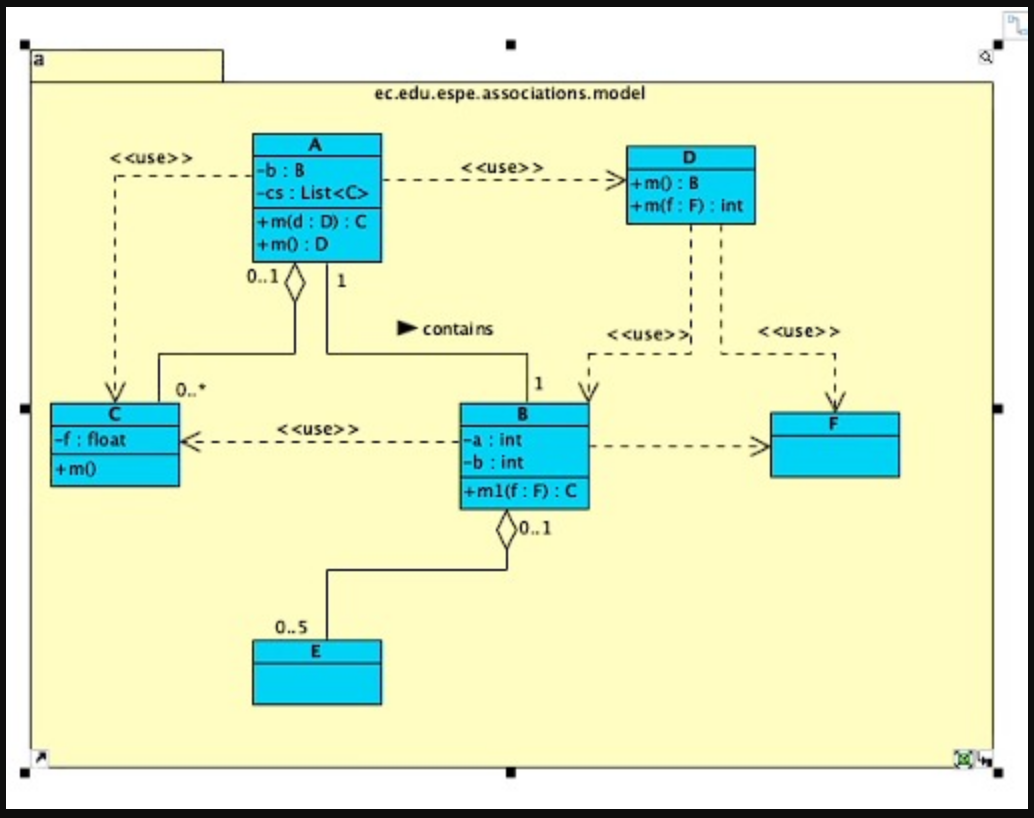 a
ec.edu.espe.associations.model
A
-b : B
-cs : List<C>
+m(d : D) : C
+m() : D
<<use>>
<<use>>
D
+m() : B
+m(f : F) : int
0..1
1
contains
<<use>>
<<use>>
0..*
1
C
-f : float
+m()
<<use>>
B
-a : int
-b : int
+m1(f : F) : C
F
0..1
0..5
E